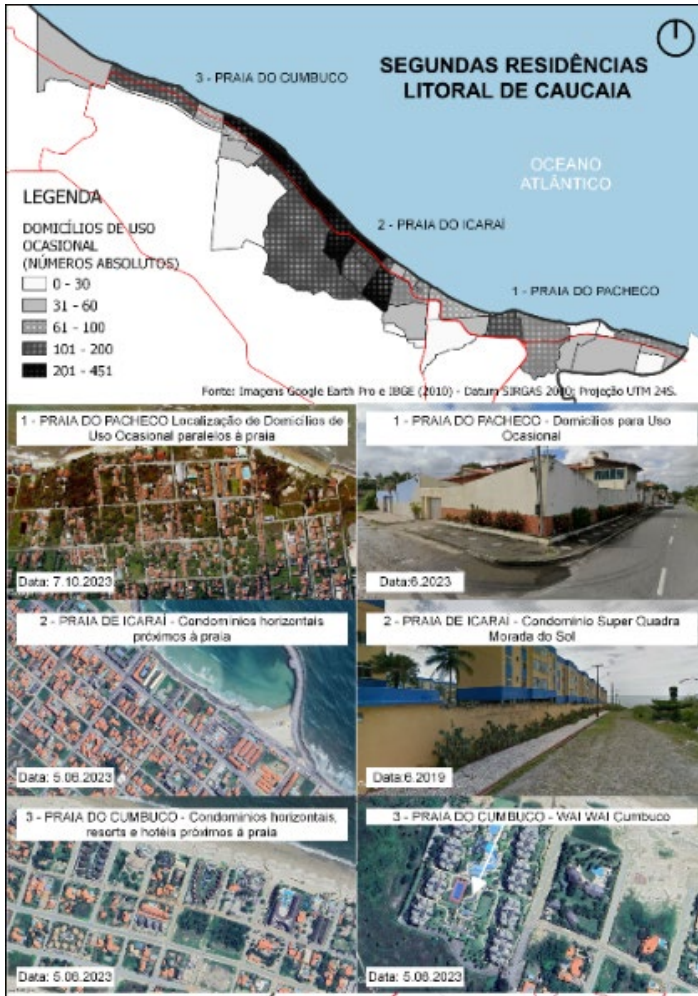 3 - PRAIA DO CUMBUCO
SEGUNDAS RESIDÊNCIAS
LITORAL DE CAUCAIA
OCEANO
ATLÂNTICO
LEGENDA
DOMICÍLIOS DE USO
OCASIONAL
(NÚMEROS ABSOLUTOS)
0 - 30
31 - 60
61 - 100
101 - 200
201 - 451
2 - PRAIA DO ICARAÍ
1 - PRAIA DO PACHECO
Fonte: Imagens Google Earth Pro e IBGE (2010) - Datum SIRGAS 2000; Projeção UTM 24S.
1 - PRAIA DO PACHECO Localização de Domicílios de
Uso Ocasional paralelos à praia
Data: 7.10.2023
1 - PRAIA DO PACHECO - Domicílios para Uso
Ocasional
Data:6.2023
2 - PRAIA DE ICARAÍ - Condomínios horizontais
próximos à praia
Data: 5.08.2023
2 - PRAIA DE ICARAÍ - Condomínio Super Quadra
Morada do Sol
Data:6.2019
3 - PRAIA DO CUMBUCO - Condomínios horizontais,
resorts e hotéis próximos à praia
Data: 5.08.2023
3 - PRAIA DO CUMBUCO - WAI WAI Cumbuco
Data: 5.08.2023